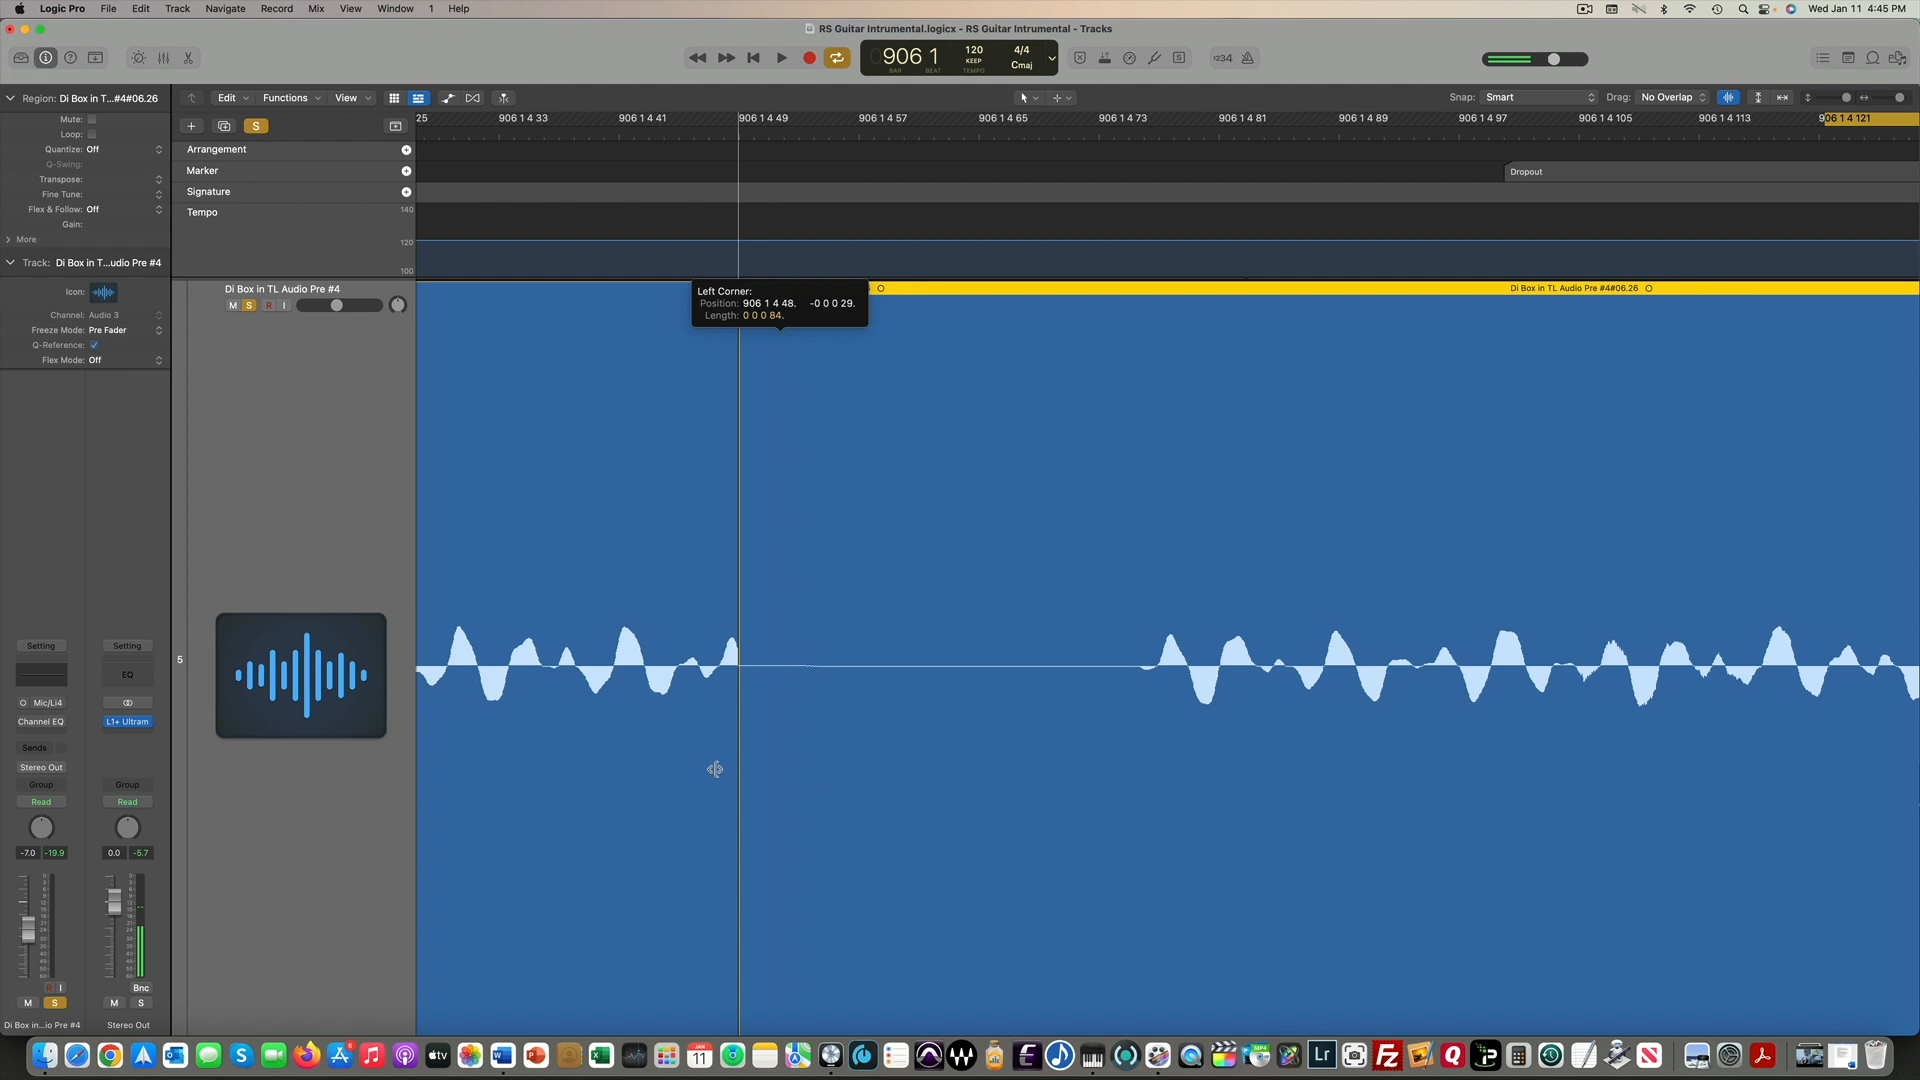 Logic Pro File Edit Track Navigate Record Mix View Window 1 Help
Wed Jan 11 4:45 PM
RS Guitar Intrumental.logicx - RS Guitar Intrumental - Tracks
906 1
BAR BEAT
120
KEEP
TEMPO
4/4
Cmaj
S
1234
Region: Di Box in T...#4#06.26
Mute:
Loop:
Quantize: Off
Q-Swing:
Transpose:
Fine Tune:
Flex & Follow: Off
Gain:
More
Track: Di Box in T...udio Pre #4
Icon:
Channel: Audio 3
Freeze Mode: Pre Fader
Q-Reference:
Flex Mode: Off
Edit Functions View
Snap: Smart
Drag: No Overlap
S
25 906 1 4 33 906 1 4 41 906 1 4 49 906 1 4 57 906 1 4 65 906 1 4 73 906 1 4 81 906 1 4 89 906 1 4 97 906 1 4 105 906 1 4 113 906 1 4 121
Arrangement
Marker
Dropout
Signature
Tempo
140
120
100
Di Box in TL Audio Pre #4
M S R I
Left Corner:
Position: 906 1 4 48. -0 0 0 29.
Length: 0 0 0 84.
Di Box in TL Audio Pre #4#06.26
5
Setting Setting
EQ
Mic/Li4
Channel EQ L1+ Ultram
Sends
Stereo Out
Group Group
Read Read
-7.0 -19.9 0.0 -5.7
R I Bnc
M S M S
Di Box in...io Pre #4 Stereo Out
6
tv
JAN
11
Lr